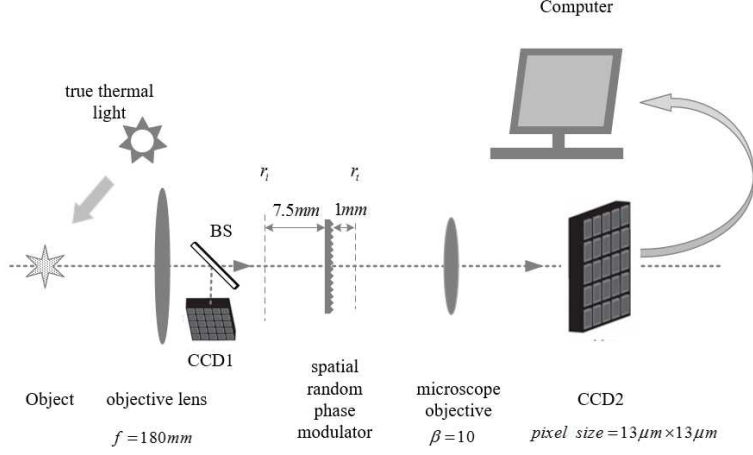 Computer
true thermal
light
r_l
r_t
7.5mm
1mm
BS
CCD1
Object
objective lens
f = 180mm
spatial
random
phase
modulator
microscope
objective
β = 10
CCD2
pixel size = 13μm × 13μm